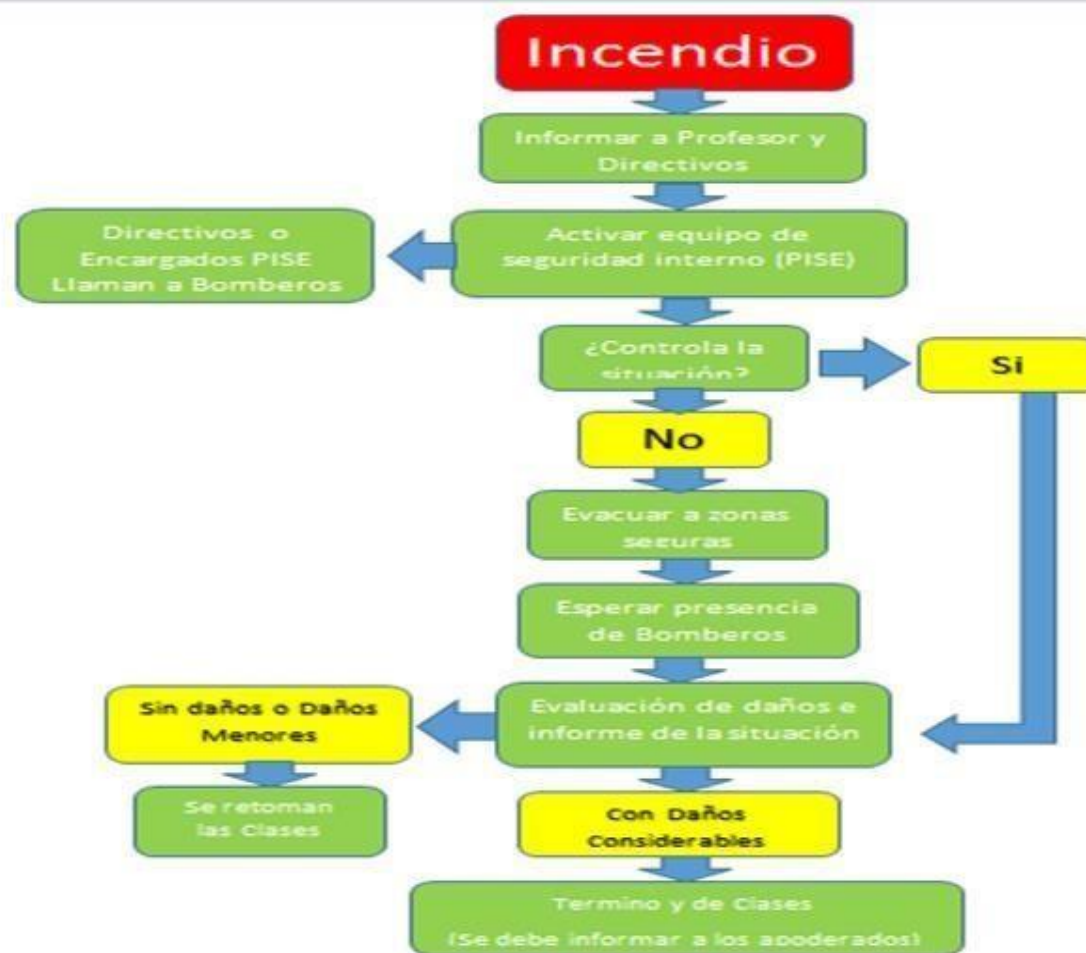 Incendio
Informar a Profesor y
Directivos
Directivos o
Encargados PISE
Llaman a Bomberos
Activar equipo de
seguridad interno (PISE)
¿Controla la
situación?
Si
No
Evacuar a zonas
seguras
Esperar presencia
de Bomberos
Evaluación de daños e
informe de la situación
Sin daños o Daños
Menores
Se retoman
las Clases
Con Daños
Considerables
Termino y de Clases
(Se debe informar a los apoderados)